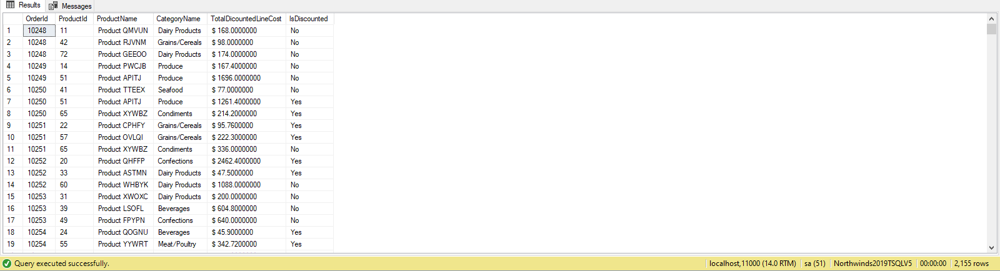 Results Messages
OrderId ProductId ProductName CategoryName TotalDicountedLineCost IsDiscounted
1 10248 11 Product QMVUN Dairy Products $ 168.0000000 No
2 10248 42 Product RJVNM Grains/Cereals $ 98.0000000 No
3 10248 72 Product GEEOO Dairy Products $ 174.0000000 No
4 10249 14 Product PWCJB Produce $ 167.4000000 No
5 10249 51 Product APITJ Produce $ 1696.0000000 No
6 10250 41 Product TTEEX Seafood $ 77.0000000 No
7 10250 51 Product APITJ Produce $ 1261.4000000 Yes
8 10250 65 Product XYWBZ Condiments $ 214.2000000 Yes
9 10251 22 Product CPHFY Grains/Cereals $ 95.7600000 Yes
10 10251 57 Product OVLQI Grains/Cereals $ 222.3000000 Yes
11 10251 65 Product XYWBZ Condiments $ 336.0000000 No
12 10252 20 Product QHFFP Confections $ 2462.4000000 Yes
13 10252 33 Product ASTMN Dairy Products $ 47.5000000 Yes
14 10252 60 Product WHBYK Dairy Products $ 1088.0000000 No
15 10253 31 Product XWOXC Dairy Products $ 200.0000000 No
16 10253 39 Product LSOFL Beverages $ 604.8000000 No
17 10253 49 Product FPYPN Confections $ 640.0000000 No
18 10254 24 Product QOGNU Beverages $ 45.9000000 Yes
19 10254 55 Product YYWRT Meat/Poultry $ 342.7200000 Yes
Query executed successfully. localhost,11000 (14.0 RTM) sa (51) Northwinds2019TSQLV5 00:00:00 2,155 rows